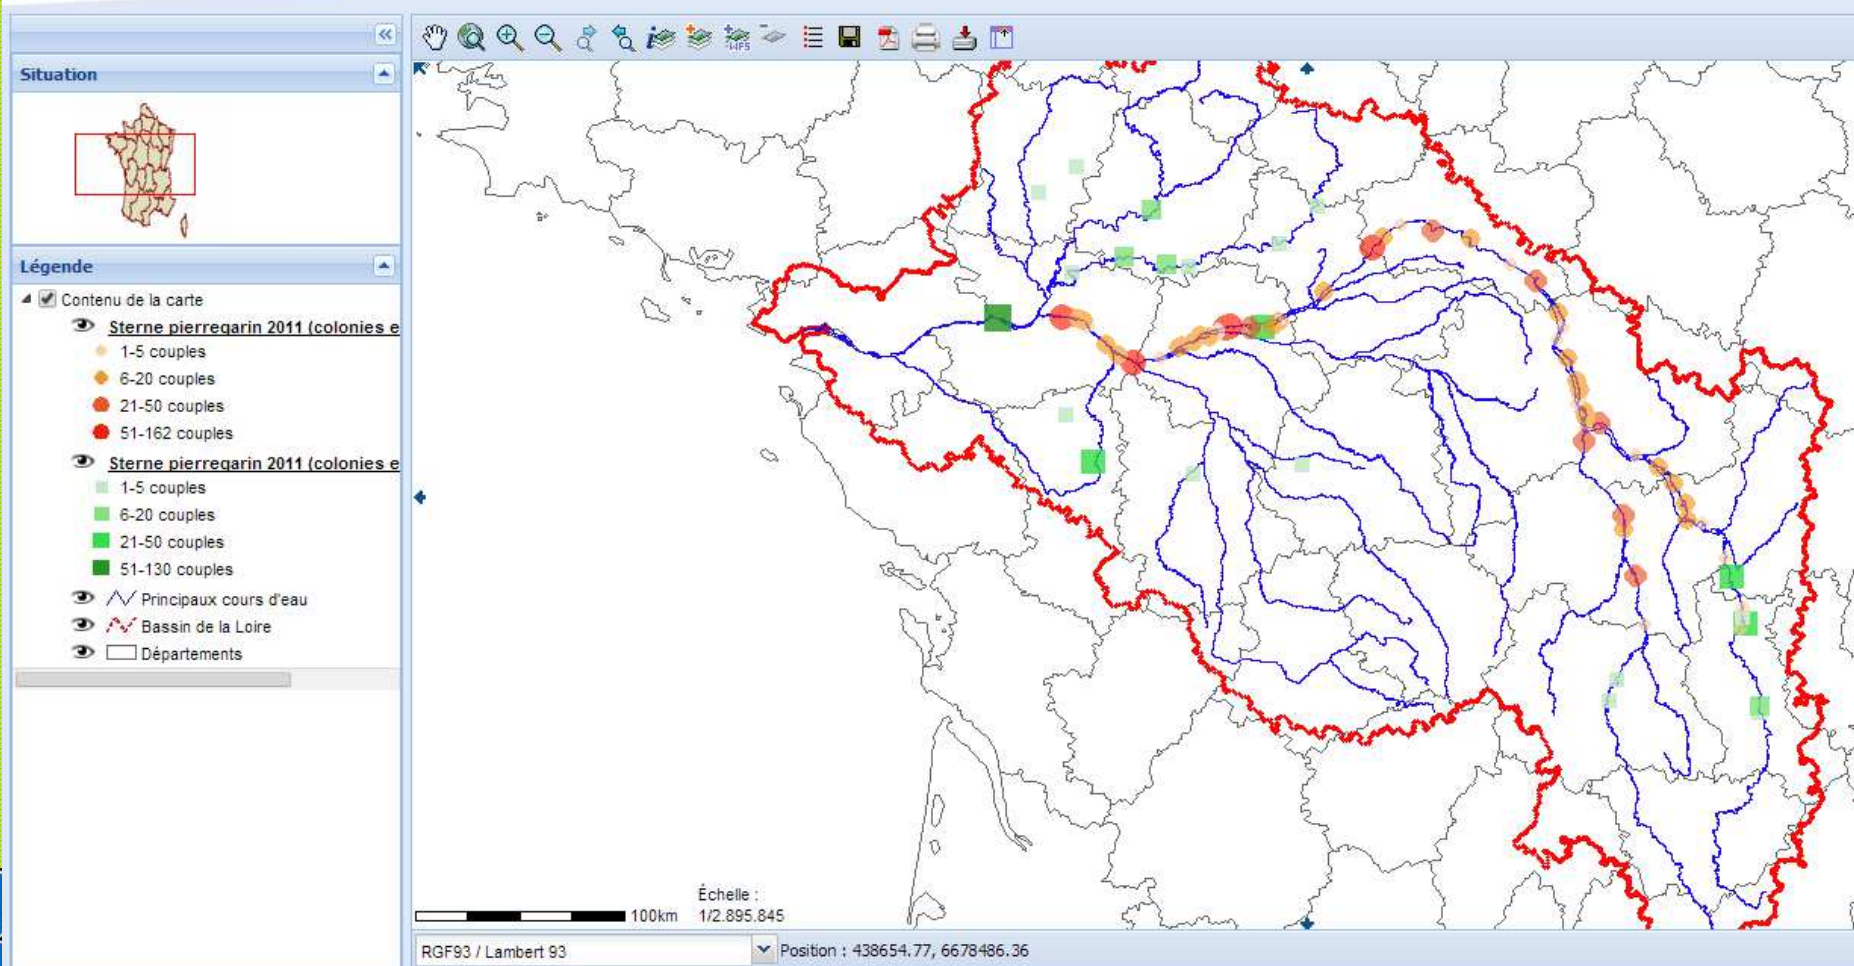 WFS
Situation
Légende
Contenu de la carte
Sterne pierregarin 2011 (colonies e
1-5 couples
6-20 couples
21-50 couples
51-162 couples
Sterne pierregarin 2011 (colonies e
1-5 couples
6-20 couples
21-50 couples
51-130 couples
Principaux cours d'eau
Bassin de la Loire
Départements
Échelle :
100km 1/2.895.845
RGF93 / Lambert 93
Position : 438654.77, 6678486.36